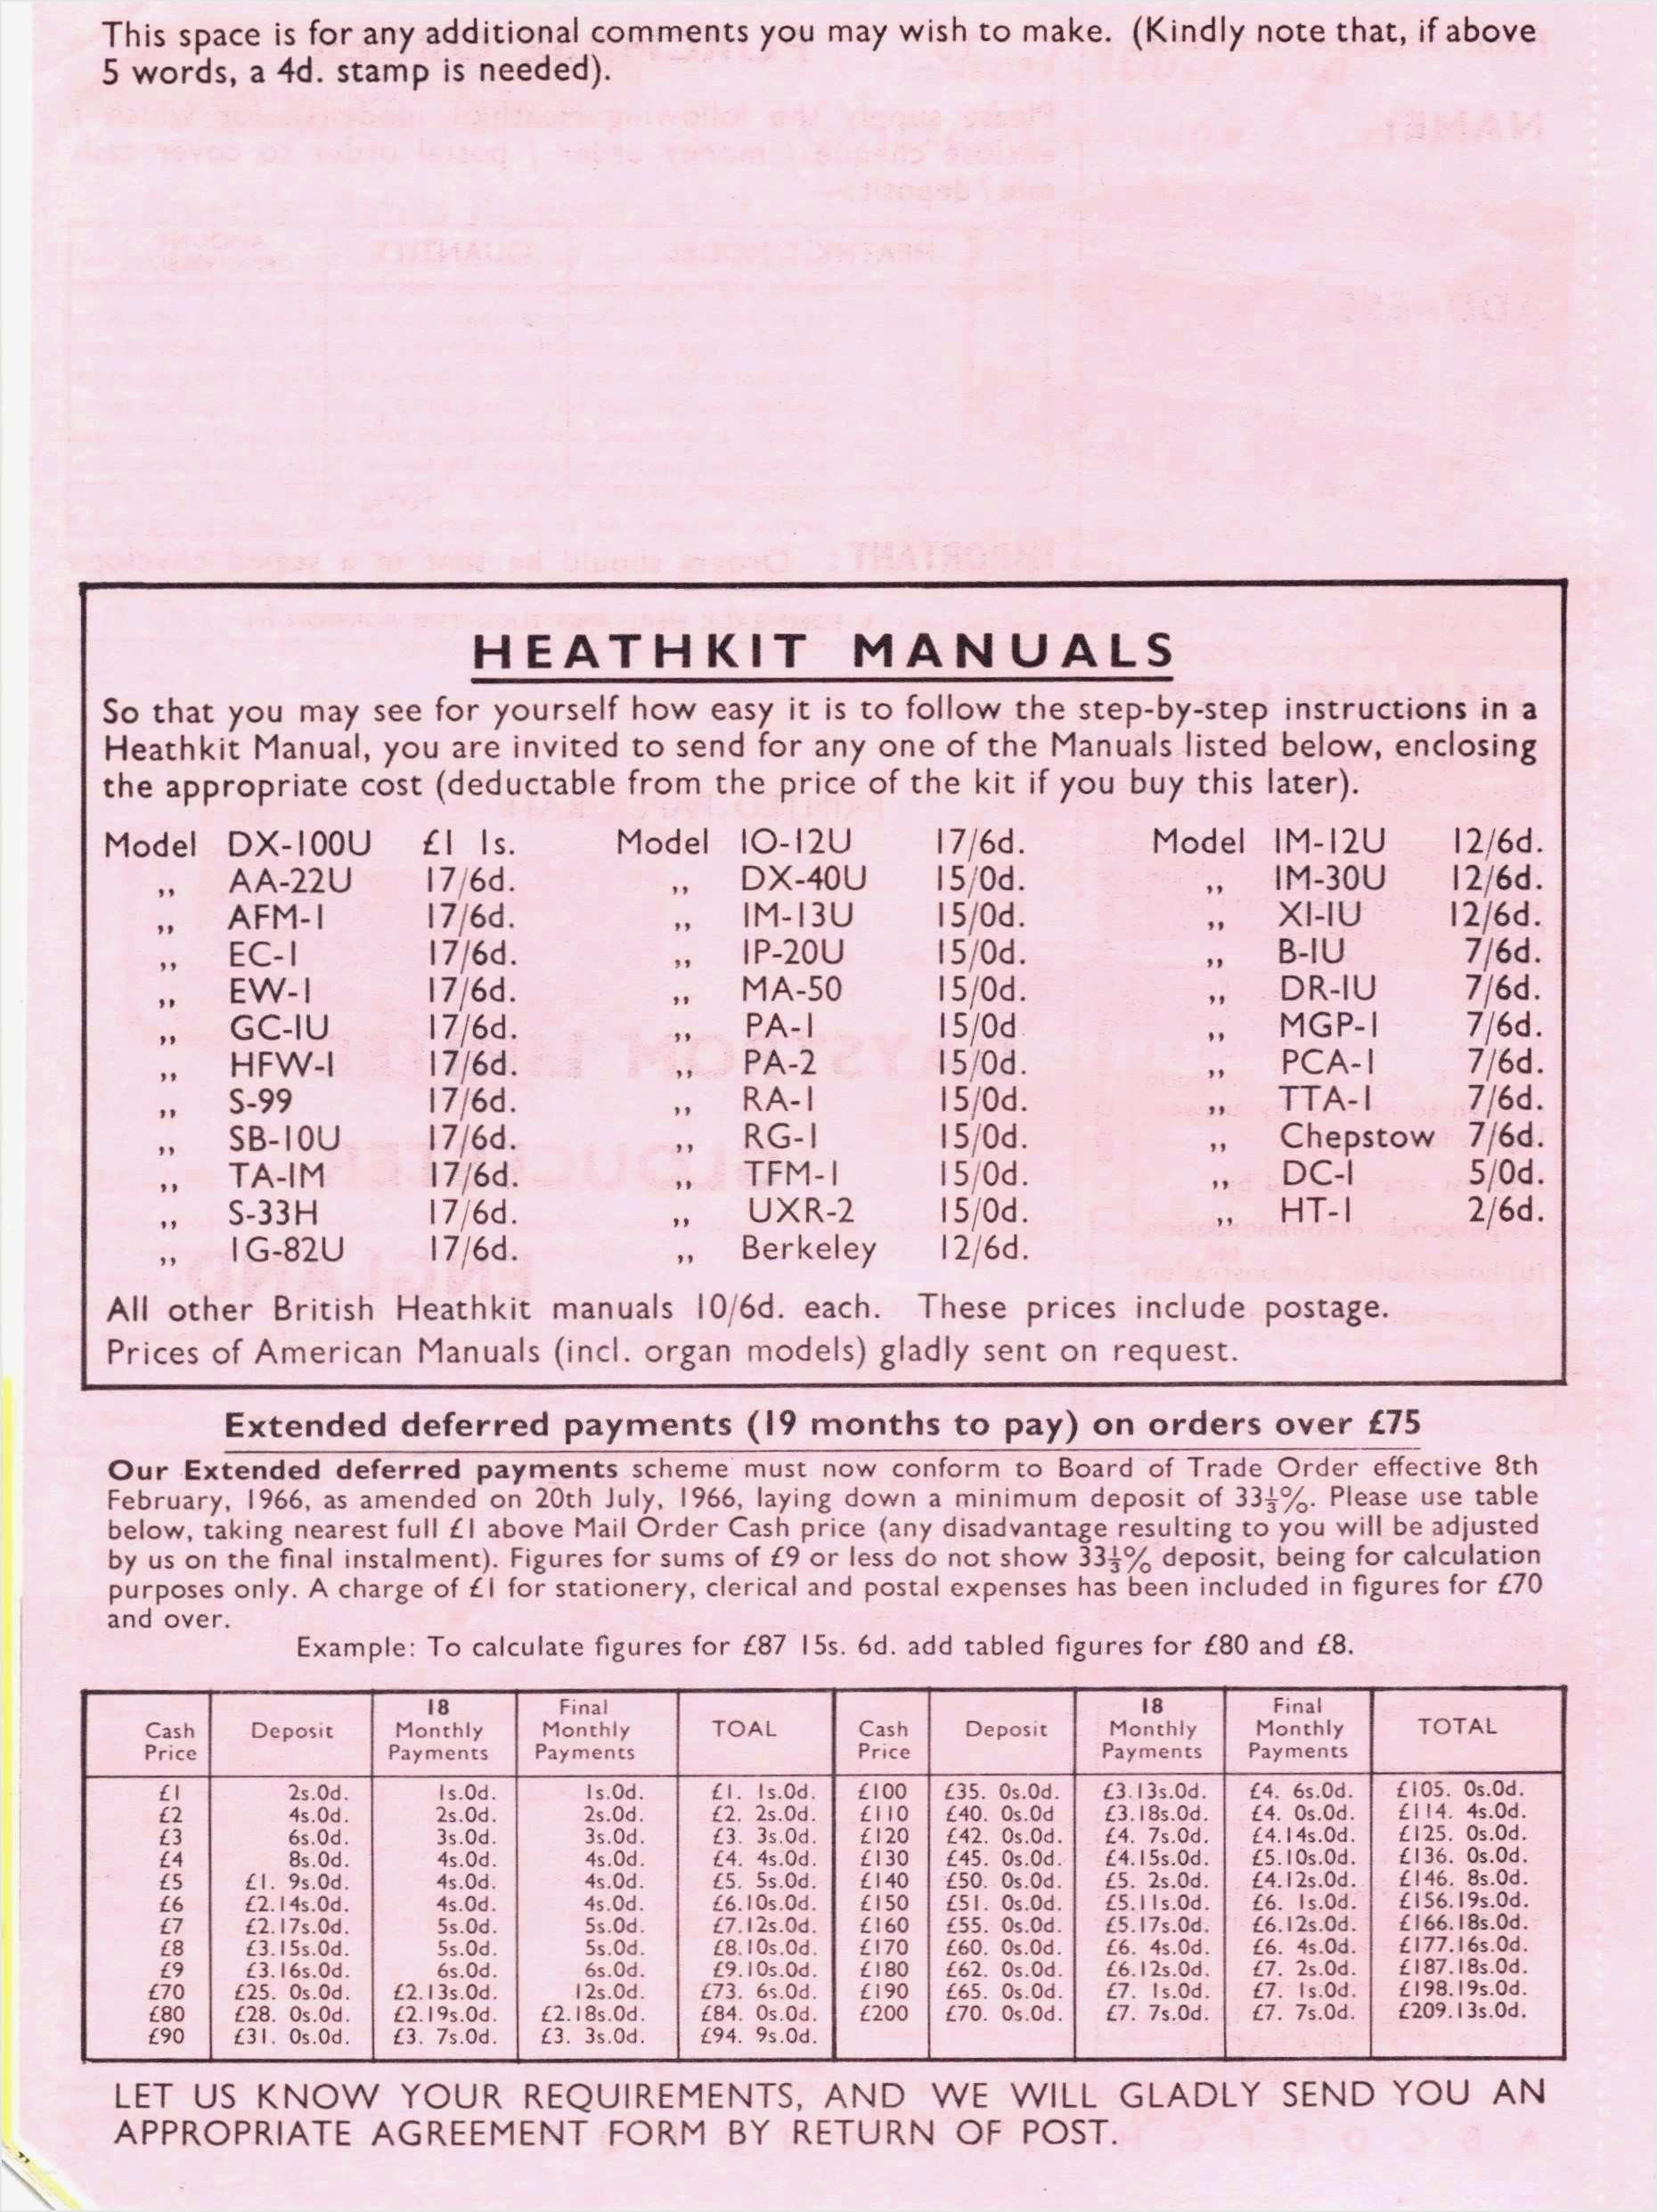 This space is for any additional comments you may wish to make. (Kindly note that, if above
5 words, a 4d. stamp is needed).
HEATHKIT MANUALS
So that you may see for yourself how easy it is to follow the step-by-step instructions in a
Heathkit Manual, you are invited to send for any one of the Manuals listed below, enclosing
the appropriate cost (deductable from the price of the kit if you buy this later).
Model DX-100U £1 1s. Model IO-12U 17/6d. Model IM-12U 12/6d.
,, AA-22U 17/6d. ,, DX-40U 15/0d. ,, IM-30U 12/6d.
,, AFM-1 17/6d. ,, IM-13U 15/0d. ,, XI-IU 12/6d.
,, EC-1 17/6d. ,, IP-20U 15/0d. ,, B-IU 7/6d.
,, EW-1 17/6d. ,, MA-50 15/0d. ,, DR-IU 7/6d.
,, GC-IU 17/6d. ,, PA-1 15/0d ,, MGP-1 7/6d.
,, HFW-1 17/6d. ,, PA-2 15/0d. ,, PCA-1 7/6d.
,, S-99 17/6d. ,, RA-1 15/0d. ,, TTA-1 7/6d.
,, SB-10U 17/6d. ,, RG-1 15/0d. ,, Chepstow 7/6d.
,, TA-IM 17/6d. ,, TFM-1 15/0d. ,, DC-1 5/0d.
,, S-33H 17/6d. ,, UXR-2 15/0d. ,, HT-1 2/6d.
,, IG-82U 17/6d. ,, Berkeley 12/6d.
All other British Heathkit manuals 10/6d. each. These prices include postage.
Prices of American Manuals (incl. organ models) gladly sent on request.
Extended deferred payments (19 months to pay) on orders over £75
Our Extended deferred payments scheme must now conform to Board of Trade Order effective 8th
February, 1966, as amended on 20th July, 1966, laying down a minimum deposit of 33⅓%. Please use table
below, taking nearest full £1 above Mail Order Cash price (any disadvantage resulting to you will be adjusted
by us on the final instalment). Figures for sums of £9 or less do not show 33⅓% deposit, being for calculation
purposes only. A charge of £1 for stationery, clerical and postal expenses has been included in figures for £70
and over.
Example: To calculate figures for £87 15s. 6d. add tabled figures for £80 and £8.
Cash Price Deposit 18 Monthly Payments Final Monthly Payments TOAL Cash Price Deposit 18 Monthly Payments Final Monthly Payments TOTAL
£1 2s.0d. 1s.0d. 1s.0d. £1. 1s.0d. £100 £35. 0s.0d. £3.13s.0d. £4. 6s.0d. £105. 0s.0d.
£2 4s.0d. 2s.0d. 2s.0d. £2. 2s.0d. £110 £40. 0s.0d £3.18s.0d. £4. 0s.0d. £114. 4s.0d.
£3 6s.0d. 3s.0d. 3s.0d. £3. 3s.0d. £120 £42. 0s.0d. £4. 7s.0d. £4.14s.0d. £125. 0s.0d.
£4 8s.0d. 4s.0d. 4s.0d. £4. 4s.0d. £130 £45. 0s.0d. £4.15s.0d. £5.10s.0d. £136. 0s.0d.
£5 £1. 9s.0d. 4s.0d. 4s.0d. £5. 5s.0d. £140 £50. 0s.0d. £5. 2s.0d. £4.12s.0d. £146. 8s.0d.
£6 £2.14s.0d. 4s.0d. 4s.0d. £6.10s.0d. £150 £51. 0s.0d. £5.11s.0d. £6. 1s.0d. £156.19s.0d.
£7 £2.17s.0d. 5s.0d. 5s.0d. £7.12s.0d. £160 £55. 0s.0d. £5.17s.0d. £6.12s.0d. £166.18s.0d.
£8 £3.15s.0d. 5s.0d. 5s.0d. £8.10s.0d. £170 £60. 0s.0d. £6. 4s.0d. £6. 4s.0d. £177.16s.0d.
£9 £3.16s.0d. 6s.0d. 6s.0d. £9.10s.0d. £180 £62. 0s.0d. £6.12s.0d. £7. 2s.0d. £187.18s.0d.
£70 £25. 0s.0d. £2.13s.0d. 12s.0d. £73. 6s.0d. £190 £65. 0s.0d. £7. 1s.0d. £7. 1s.0d. £198.19s.0d.
£80 £28. 0s.0d. £2.19s.0d. £2.18s.0d. £84. 0s.0d. £200 £70. 0s.0d. £7. 7s.0d. £7. 7s.0d. £209.13s.0d.
£90 £31. 0s.0d. £3. 7s.0d. £3. 3s.0d. £94. 9s.0d.
LET US KNOW YOUR REQUIREMENTS, AND WE WILL GLADLY SEND YOU AN
APPROPRIATE AGREEMENT FORM BY RETURN OF POST.